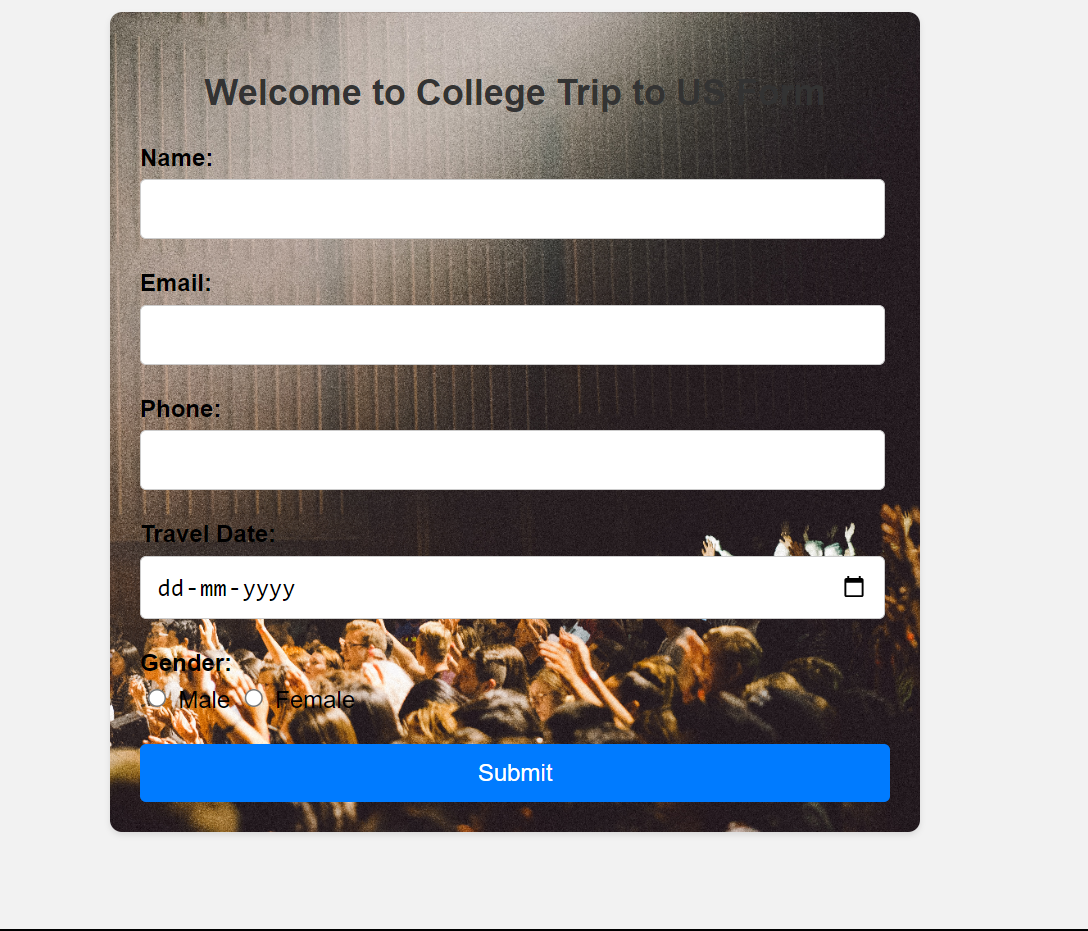 Welcome to College Trip to US Form
Name:
Email:
Phone:
Travel Date:
dd-mm-yyyy
Gender:
Male Female
Submit